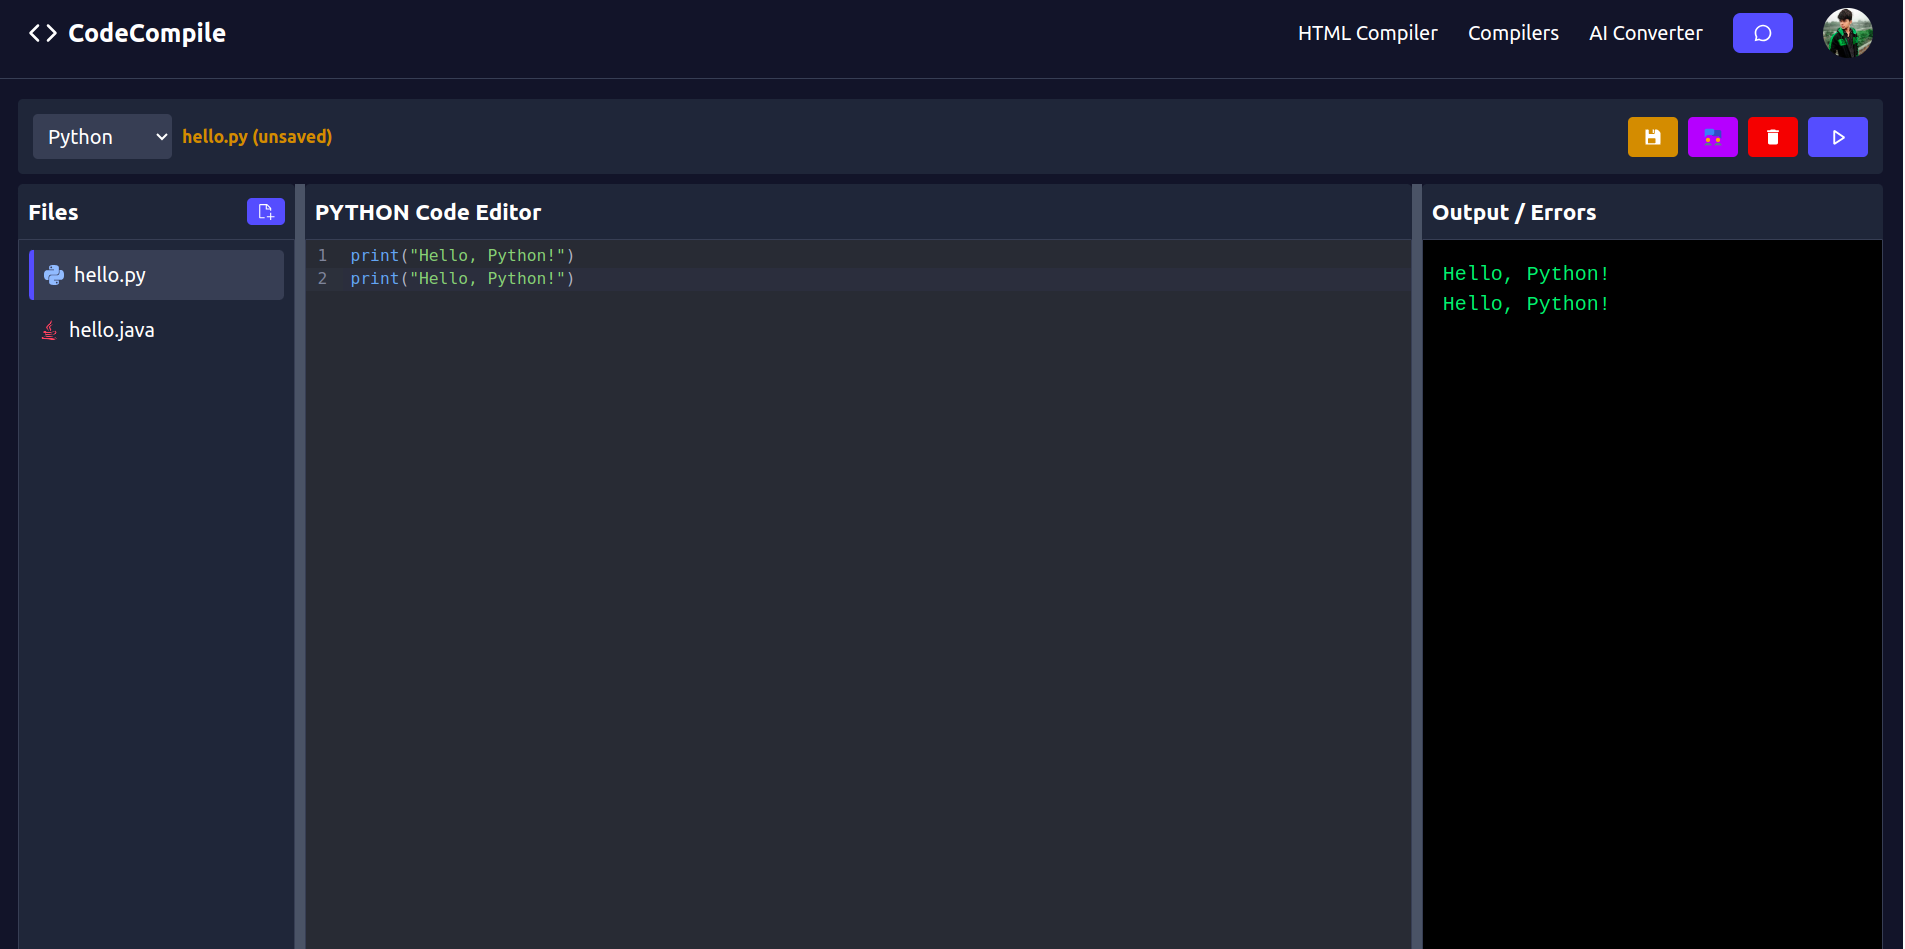 CodeCompile
HTML Compiler
Compilers
AI Converter
Python
hello.py (unsaved)
Files
hello.py
hello.java
PYTHON Code Editor
1 print("Hello, Python!")
2 print("Hello, Python!")
Output / Errors
Hello, Python!
Hello, Python!